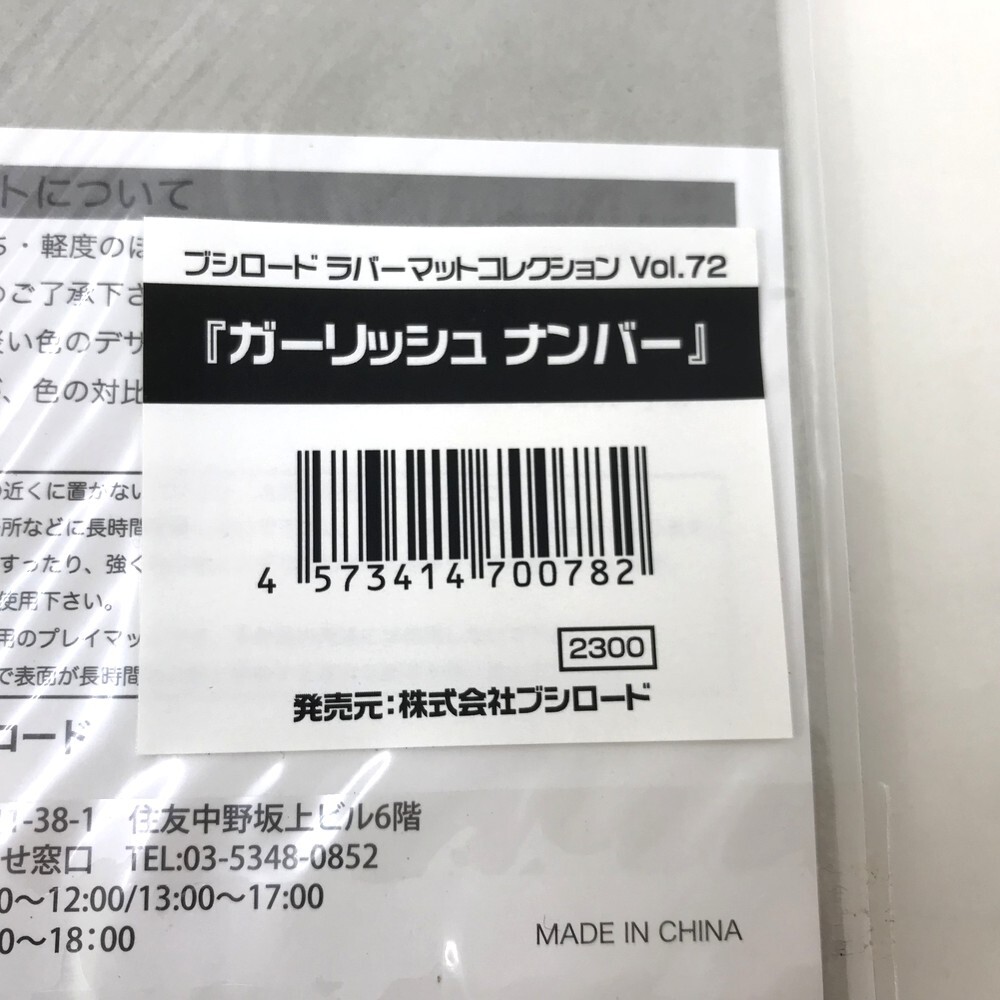 トについて
ち・軽度のほ
ブシロード ラバーマットコレクション Vol.72
ご了承下さ
『ガーリッシュ ナンバー』
い色のデザ
、色の対比
近くに置かない
所などに長時間
すったり、強く
4 573414 700782
使用下さい。
用のプレイマッ
2300
で表面が長時間
発売元:株式会社ブシロード
ロード
1-38-1 住友中野坂上ビル6階
せ窓口 TEL:03-5348-0852
0〜12:00/13:00〜17:00
0〜18:00
MADE IN CHINA